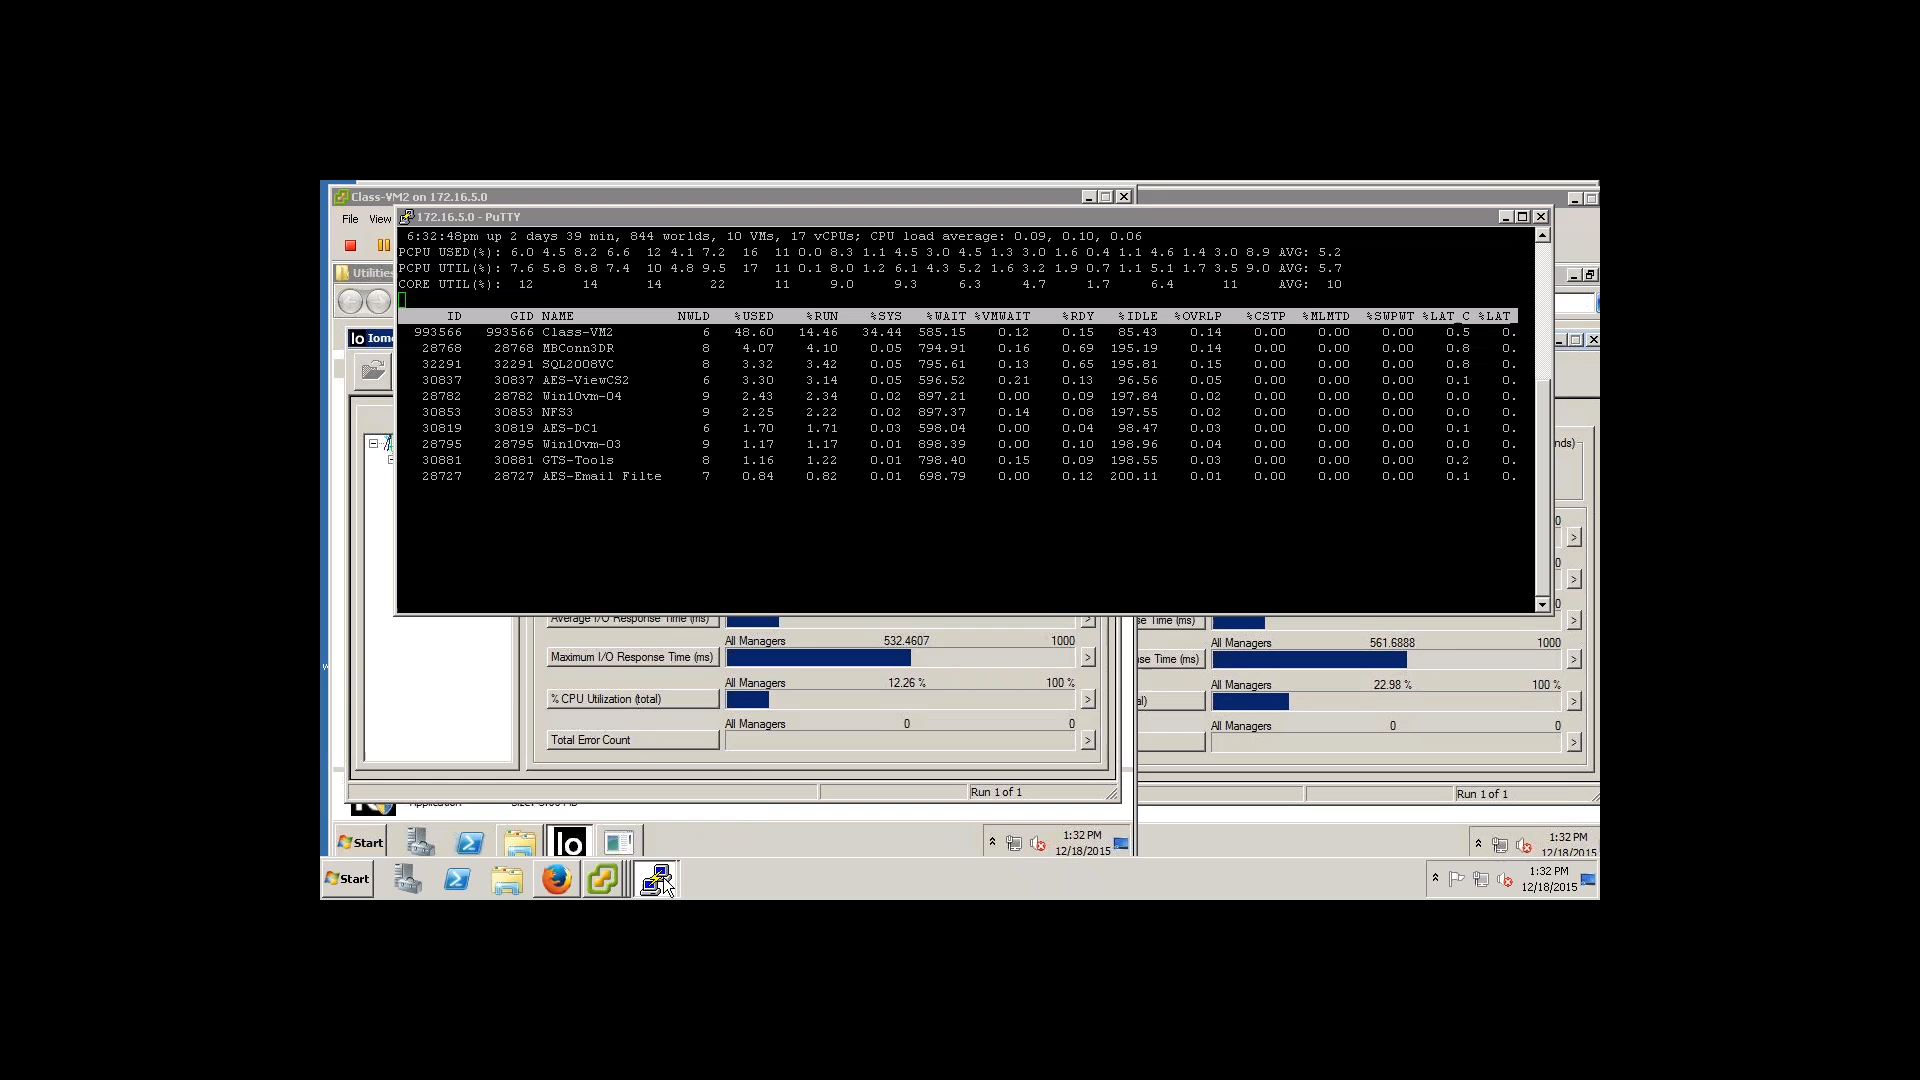 Class-VM2 on 172.16.5.0
File View
172.16.5.0 - PuTTY
6:32:48pm up 2 days 39 min, 844 worlds, 10 VMs, 17 vCPUs; CPU load average: 0.09, 0.10, 0.06
PCPU USED(%): 6.0 4.5 8.2 6.6 12 4.1 7.2 16 11 0.0 8.3 1.1 4.5 3.0 4.5 1.3 3.0 1.6 0.4 1.1 4.6 1.4 3.0 8.9 AVG: 5.2
PCPU UTIL(%): 7.6 5.8 8.8 7.4 10 4.8 9.5 17 11 0.1 8.0 1.2 6.1 4.3 5.2 1.6 3.2 1.9 0.7 1.1 5.1 1.7 3.5 9.0 AVG: 5.7
CORE UTIL(%): 12 14 14 22 11 9.0 9.3 6.3 4.7 1.7 6.4 11 AVG: 10
Utilities
ID GID NAME NWLD %USED %RUN %SYS %WAIT %VMWAIT %RDY %IDLE %OVRLP %CSTP %MLMTD %SWPWT %LAT_C %LAT
993566 993566 Class-VM2 6 48.60 14.46 34.44 585.15 0.12 0.15 85.43 0.14 0.00 0.00 0.00 0.5 0.
28768 28768 MBConn3DR 8 4.07 4.10 0.05 794.91 0.16 0.69 195.19 0.14 0.00 0.00 0.00 0.8 0.
32291 32291 SQL2008VC 8 3.32 3.42 0.05 795.61 0.13 0.65 195.81 0.15 0.00 0.00 0.00 0.8 0.
30837 30837 AES-ViewCS2 6 3.30 3.14 0.05 596.52 0.21 0.13 96.56 0.05 0.00 0.00 0.00 0.1 0.
28782 28782 Win10vm-04 9 2.43 2.34 0.02 897.21 0.00 0.09 197.84 0.02 0.00 0.00 0.00 0.0 0.
30853 30853 NFS3 9 2.25 2.22 0.02 897.37 0.14 0.08 197.55 0.02 0.00 0.00 0.00 0.0 0.
30819 30819 AES-DC1 6 1.70 1.71 0.03 598.04 0.00 0.04 98.47 0.03 0.00 0.00 0.00 0.1 0.
28795 28795 Win10vm-03 9 1.17 1.17 0.01 898.39 0.00 0.10 198.96 0.04 0.00 0.00 0.00 0.0 0.
30881 30881 GTS-Tools 8 1.16 1.22 0.01 798.40 0.15 0.09 198.55 0.03 0.00 0.00 0.00 0.2 0.
28727 28727 AES-Email Filte 7 0.84 0.82 0.01 698.79 0.00 0.12 200.11 0.01 0.00 0.00 0.00 0.1 0.
Io Iome
nds)
Average I/O Response Time (ms)
se Time (ms)
All Managers 532.4607 1000
Maximum I/O Response Time (ms)
All Managers 561.6888 1000
se Time (ms)
All Managers 12.26 % 100 %
% CPU Utilization (total)
All Managers 22.98 % 100 %
al)
All Managers 0 0
Total Error Count
All Managers 0 0
Run 1 of 1
Run 1 of 1
Start
Io
1:32 PM
12/18/2015
1:32 PM
12/18/2015
Start
1:32 PM
12/18/2015